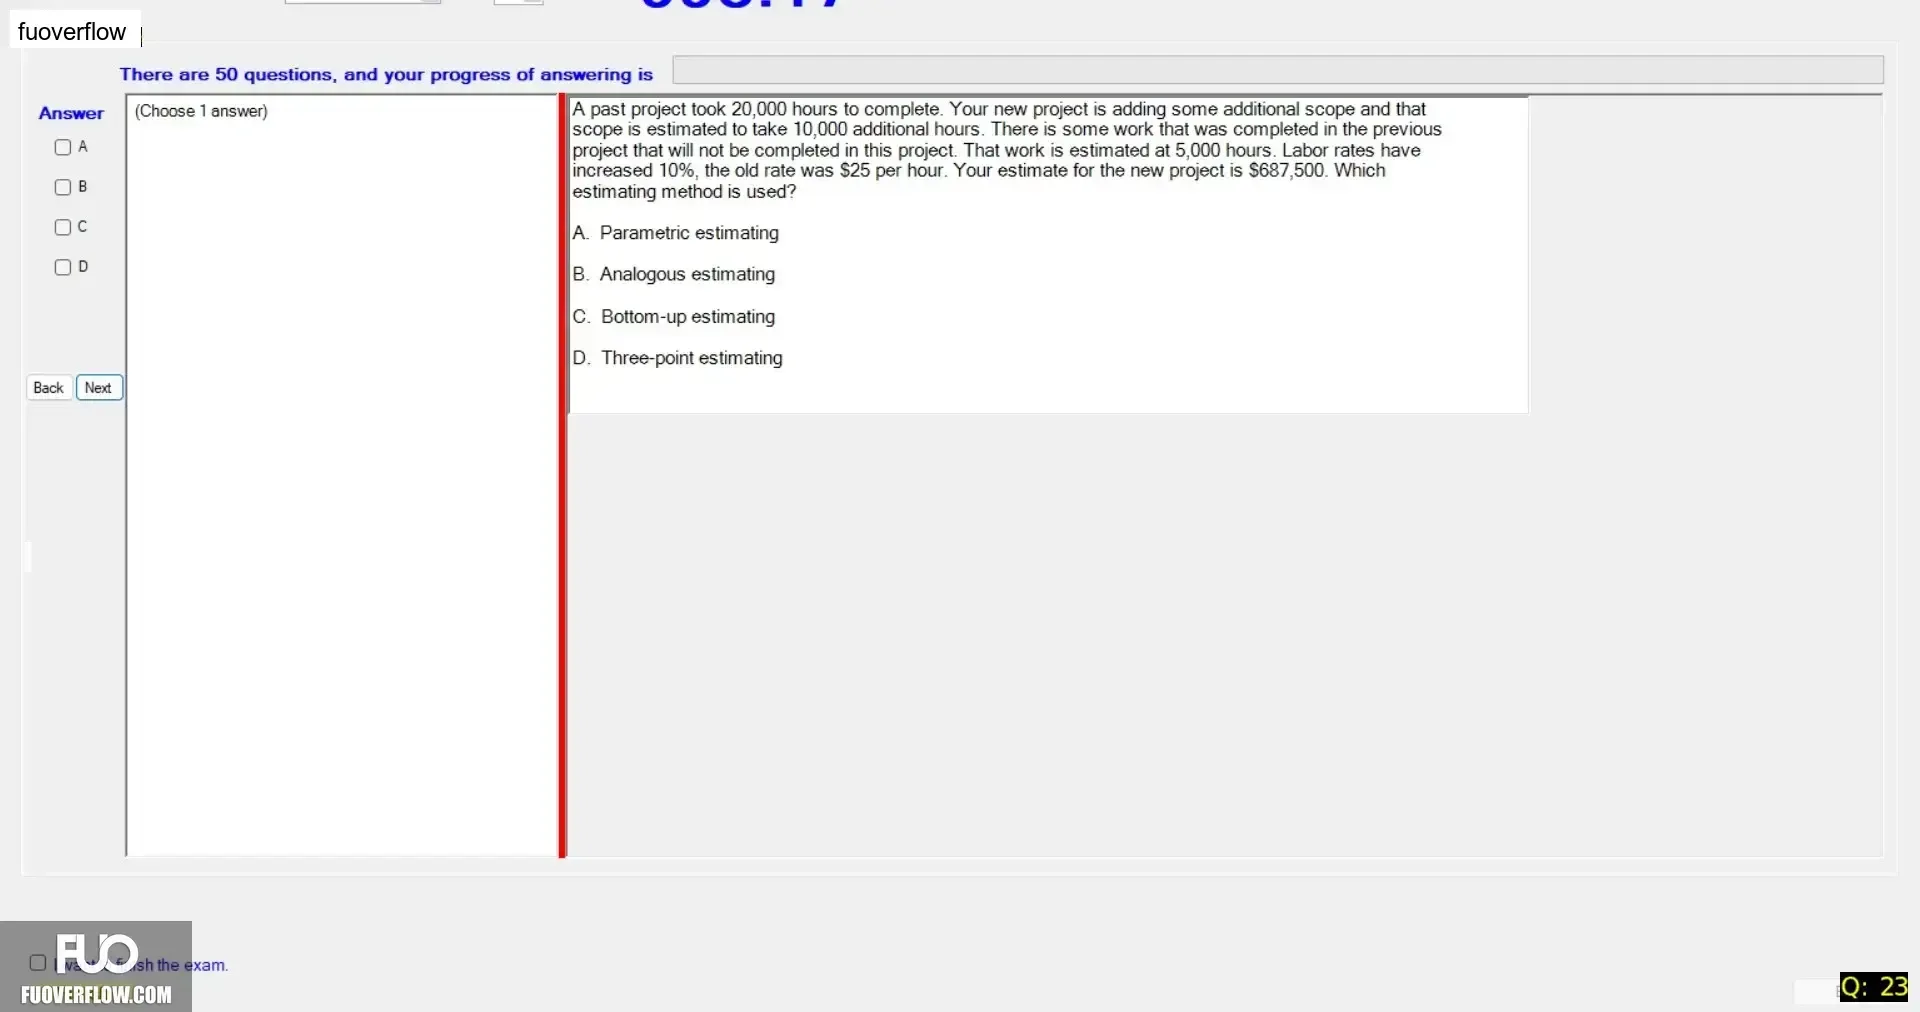 fuoverflow
There are 50 questions, and your progress of answering is
Answer
A
B
C
D
Back Next
(Choose 1 answer)
A past project took 20,000 hours to complete. Your new project is adding some additional scope and that
scope is estimated to take 10,000 additional hours. There is some work that was completed in the previous
project that will not be completed in this project. That work is estimated at 5,000 hours. Labor rates have
increased 10%, the old rate was $25 per hour. Your estimate for the new project is $687,500. Which
estimating method is used?
A. Parametric estimating
B. Analogous estimating
C. Bottom-up estimating
D. Three-point estimating
FUO
the exam.
FUOVERFLOW.COM
Q: 23